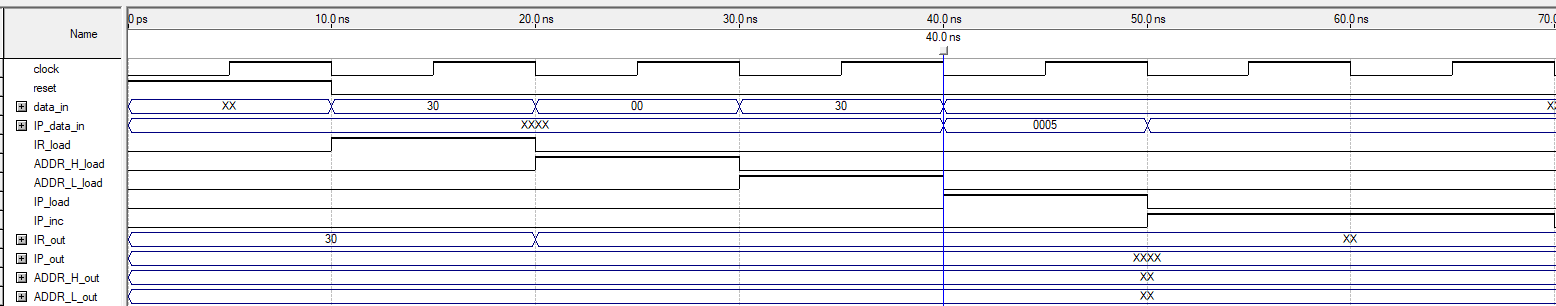 Name
0 ps 10.0 ns 20.0 ns 30.0 ns 40.0 ns 50.0 ns 60.0 ns 70.0
40.0 ns
clock
reset
data_in XX 30 00 30 X
IP_data_in XXXX 0005
IR_load
ADDR_H_load
ADDR_L_load
IP_load
IP_inc
IR_out 30 XX
IP_out XXXX
ADDR_H_out XX
ADDR_L_out XX